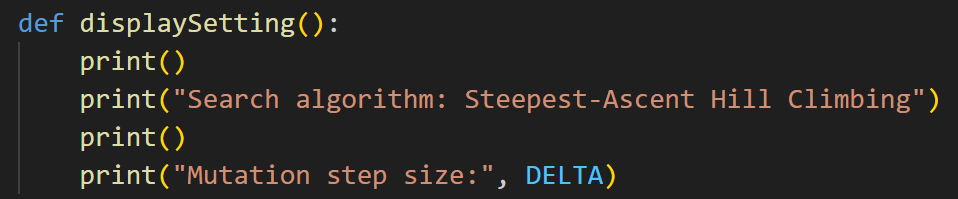 def displaySetting():
    print()
    print("Search algorithm: Steepest-Ascent Hill Climbing")
    print()
    print("Mutation step size:", DELTA)